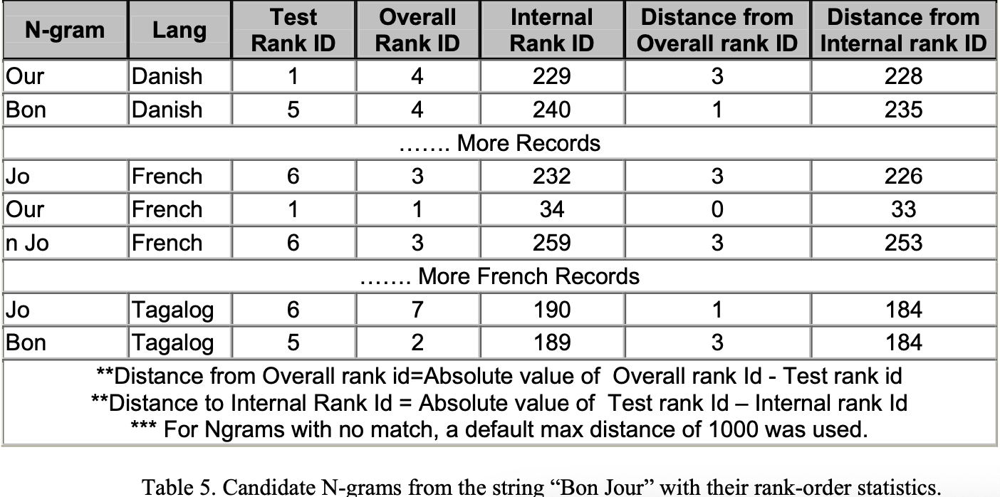 N-gram Lang Test Rank ID Overall Rank ID Internal Rank ID Distance from Overall rank ID Distance from Internal rank ID
Our Danish 1 4 229 3 228
Bon Danish 5 4 240 1 235
……. More Records
Jo French 6 3 232 3 226
Our French 1 1 34 0 33
n Jo French 6 3 259 3 253
……. More French Records
Jo Tagalog 6 7 190 1 184
Bon Tagalog 5 2 189 3 184
**Distance from Overall rank id=Absolute value of Overall rank Id - Test rank id
**Distance to Internal Rank Id = Absolute value of Test rank Id – Internal rank Id
*** For Ngrams with no match, a default max distance of 1000 was used.
Table 5. Candidate N-grams from the string “Bon Jour” with their rank-order statistics.